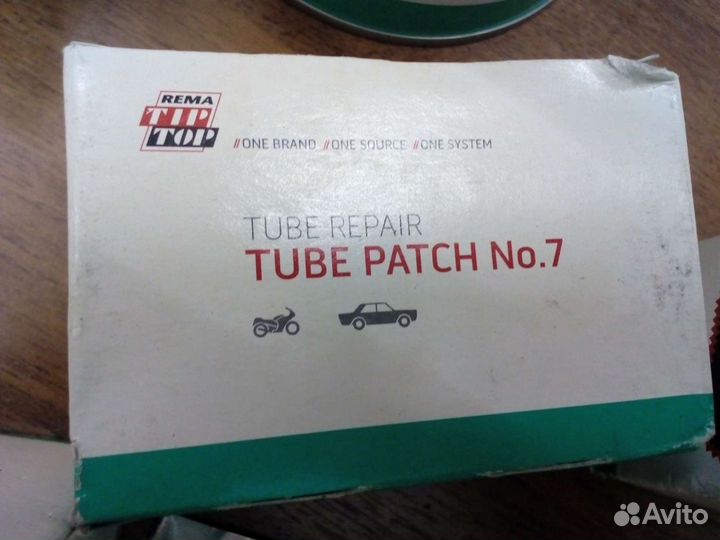 REMA
TIP
TOP
//ONE BRAND //ONE SOURCE //ONE SYSTEM
TUBE REPAIR
TUBE PATCH No.7
Avito